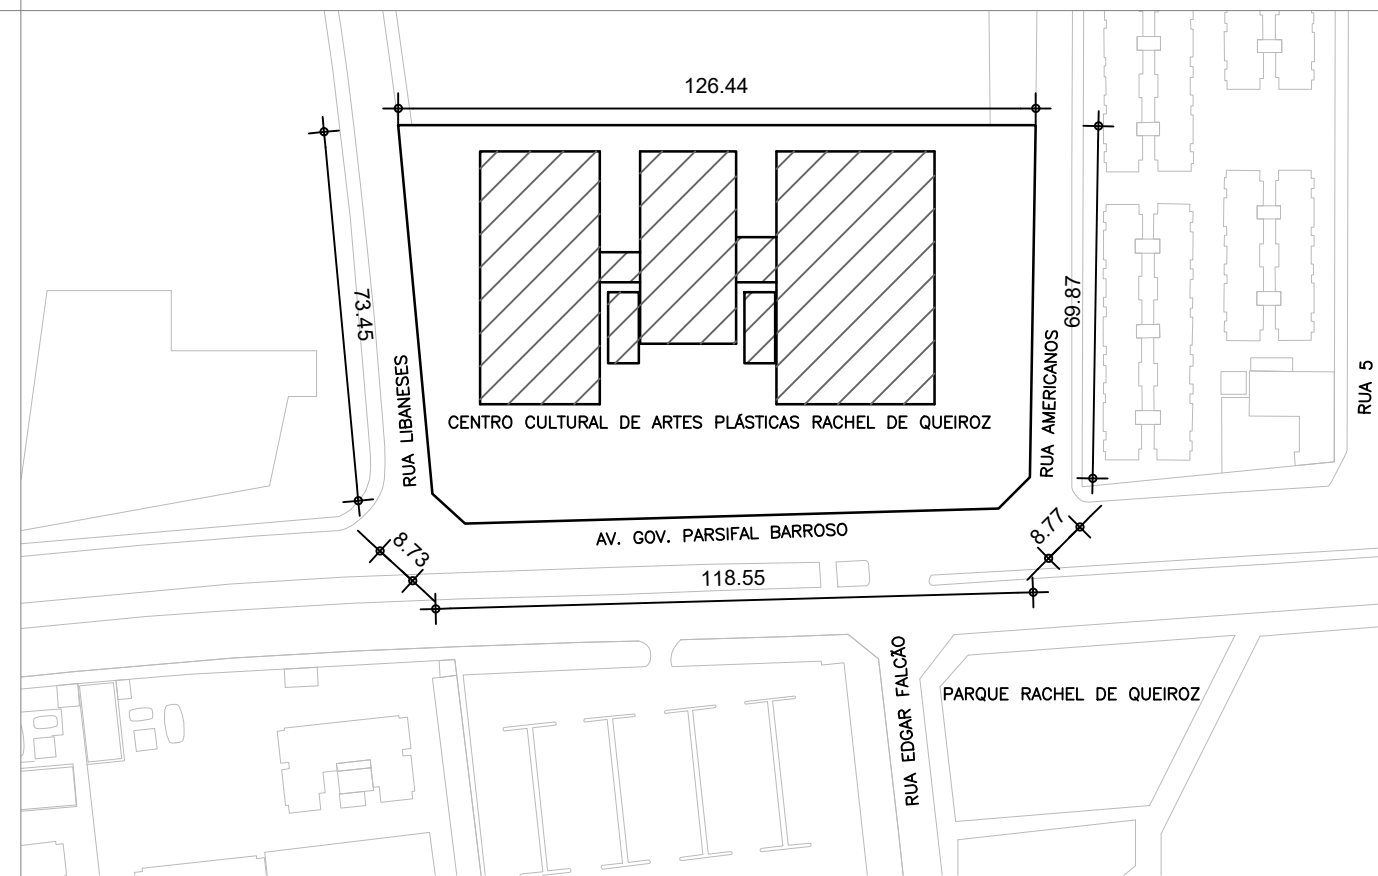 126.44
73.45
69.87
RUA LIBANESES
RUA AMERICANOS
RUA 5
CENTRO CULTURAL DE ARTES PLÁSTICAS RACHEL DE QUEIROZ
AV. GOV. PARSIFAL BARROSO
8.73
8.77
118.55
RUA EDGAR FALCÃO
PARQUE RACHEL DE QUEIROZ